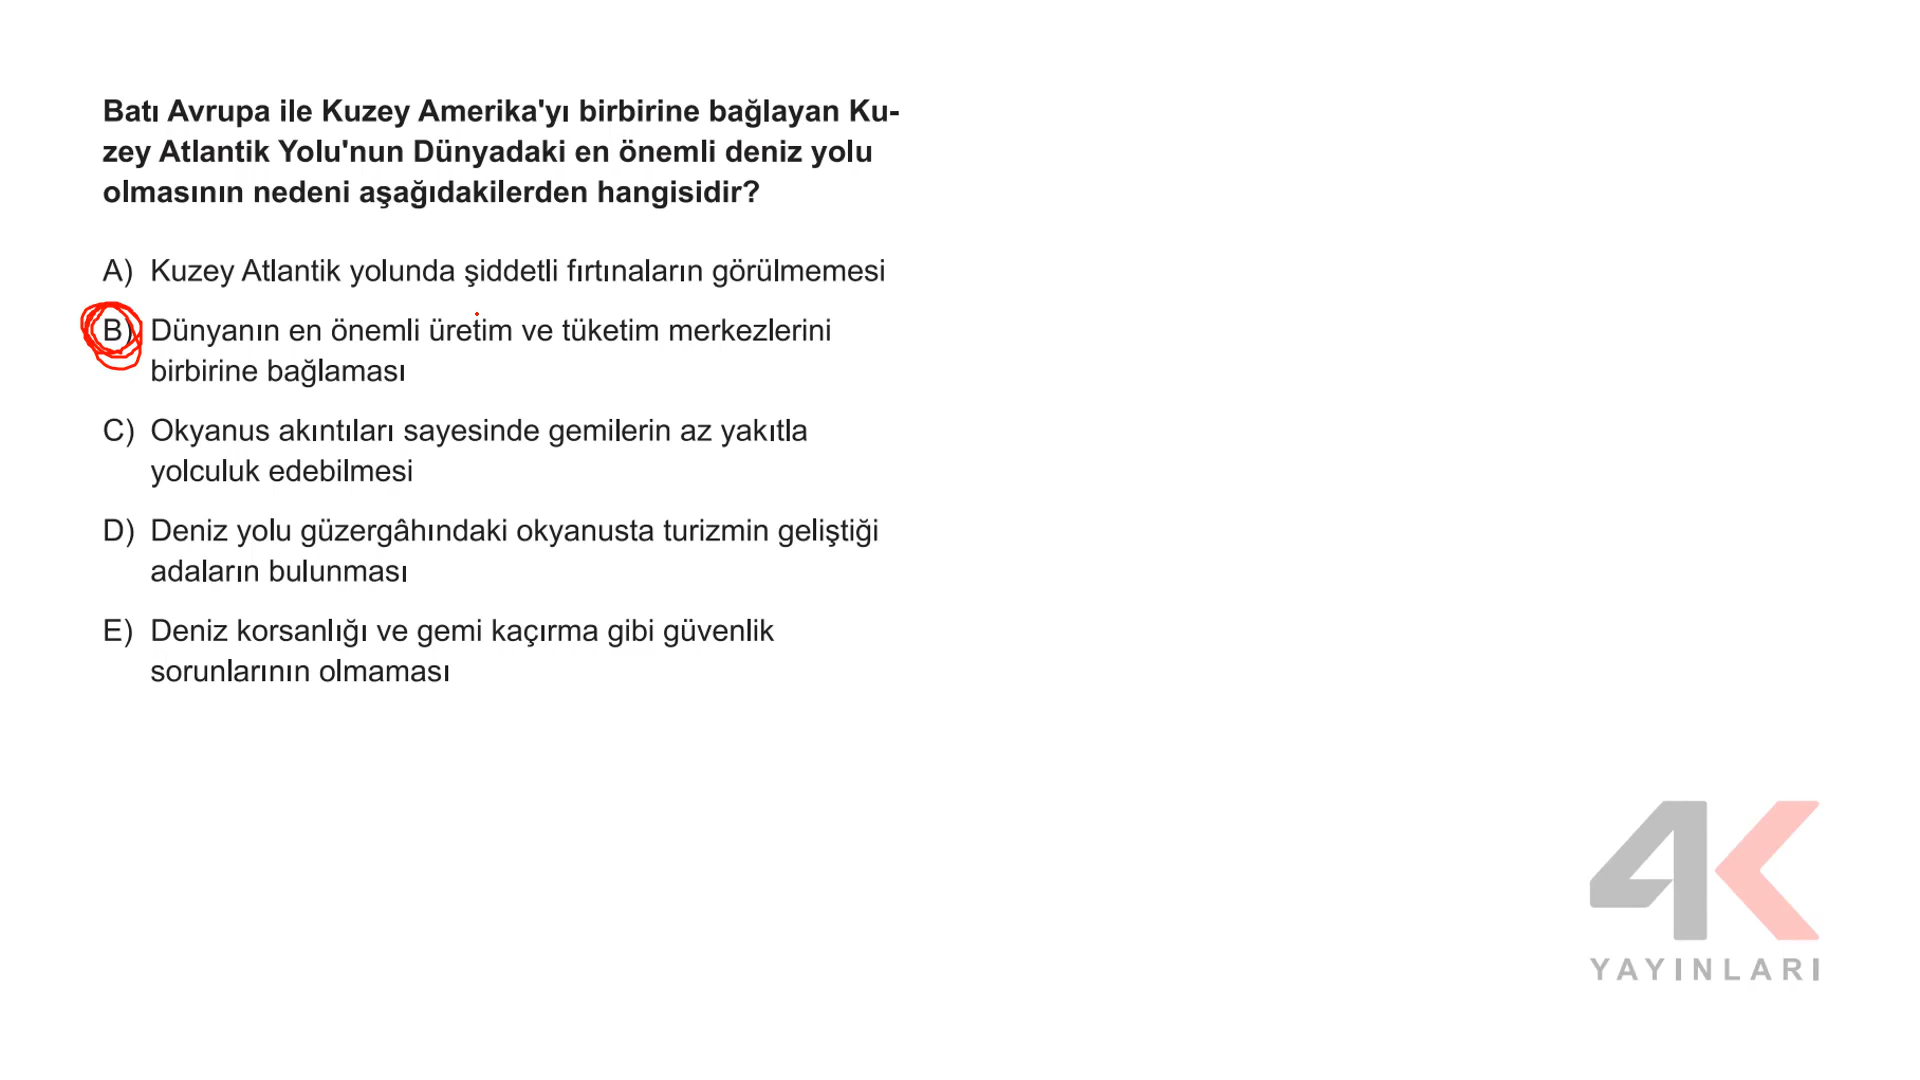 Batı Avrupa ile Kuzey Amerika'yı birbirine bağlayan Ku-
zey Atlantik Yolu'nun Dünyadaki en önemli deniz yolu
olmasının nedeni aşağıdakilerden hangisidir?
A) Kuzey Atlantik yolunda şiddetli fırtınaların görülmemesi
B) Dünyanın en önemli üretim ve tüketim merkezlerini
birbirine bağlaması
C) Okyanus akıntıları sayesinde gemilerin az yakıtla
yolculuk edebilmesi
D) Deniz yolu güzergâhındaki okyanusta turizmin geliştiği
adaların bulunması
E) Deniz korsanlığı ve gemi kaçırma gibi güvenlik
sorunlarının olmaması
4K
YAYINLARI